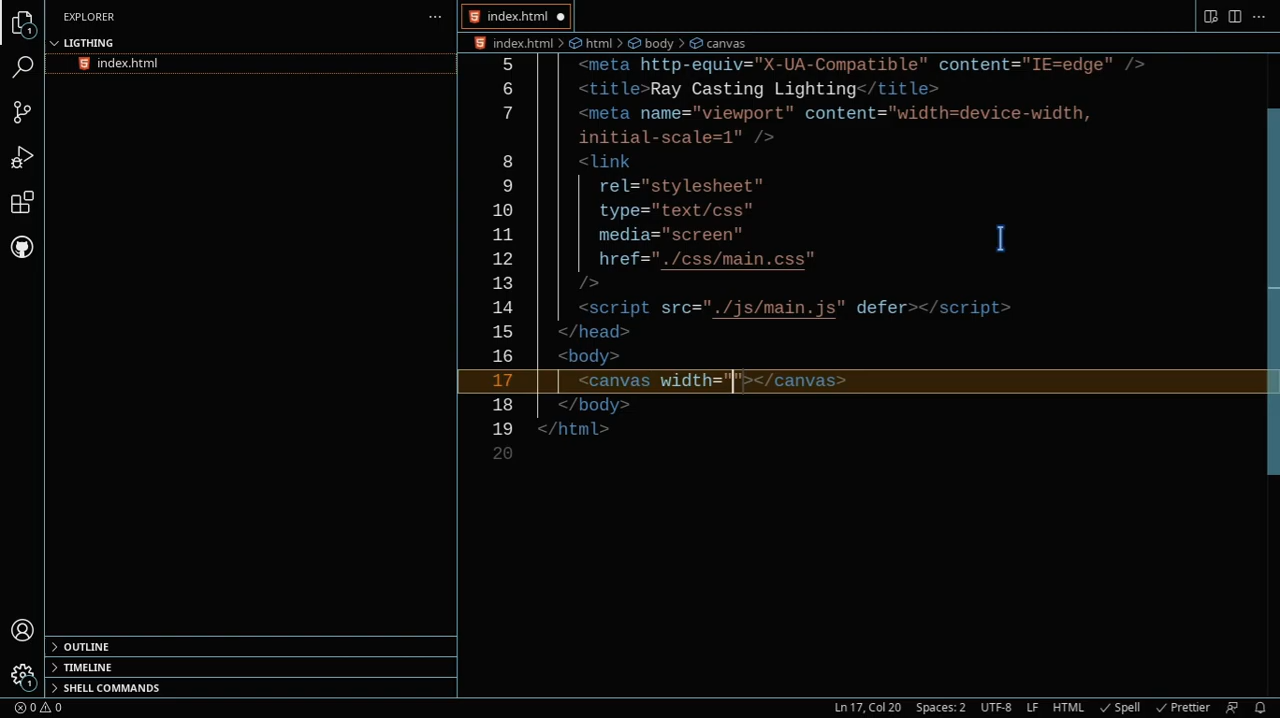 EXPLORER
···
index.html
LIGTHING
index.html
index.html > html > body > canvas
5 <meta http-equiv="X-UA-Compatible" content="IE=edge" />
6 <title>Ray Casting Lighting</title>
7 <meta name="viewport" content="width=device-width,
initial-scale=1" />
8 <link
9 rel="stylesheet"
10 type="text/css"
11 media="screen"
12 href="./css/main.css"
13 />
14 <script src="./js/main.js" defer></script>
15 </head>
16 <body>
17 <canvas width=""></canvas>
18 </body>
19 </html>
20
1
1
OUTLINE
TIMELINE
SHELL COMMANDS
0 0 Ln 17, Col 20 Spaces: 2 UTF-8 LF HTML Spell Prettier